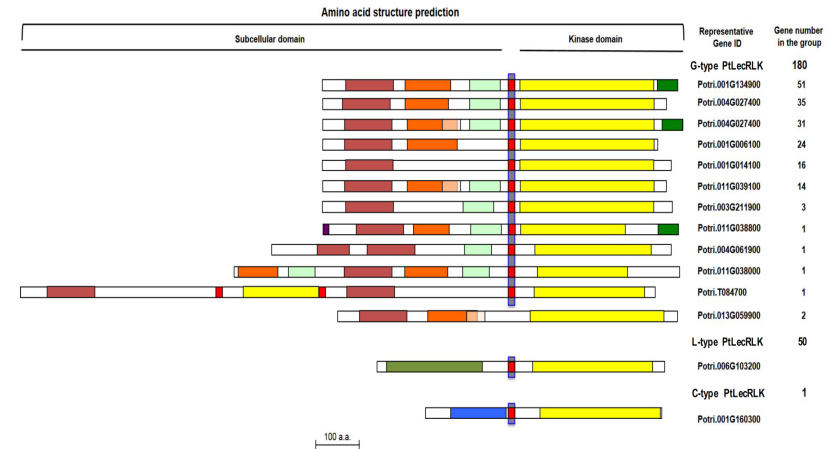 Amino acid structure prediction
Representative
Gene ID
Gene number
in the group
Subcellular domain
Kinase domain
G-type PtLecRLK 180
Potri.001G134900 51
Potri.004G027400 35
Potri.004G027400 31
Potri.001G006100 24
Potri.001G014100 16
Potri.011G039100 14
Potri.003G211900 3
Potri.011G038800 1
Potri.004G061900 1
Potri.011G038000 1
Potri.T084700 1
Potri.013G059900 2
L-type PtLecRLK 50
Potri.006G103200
C-type PtLecRLK 1
Potri.001G160300
100 a.a.